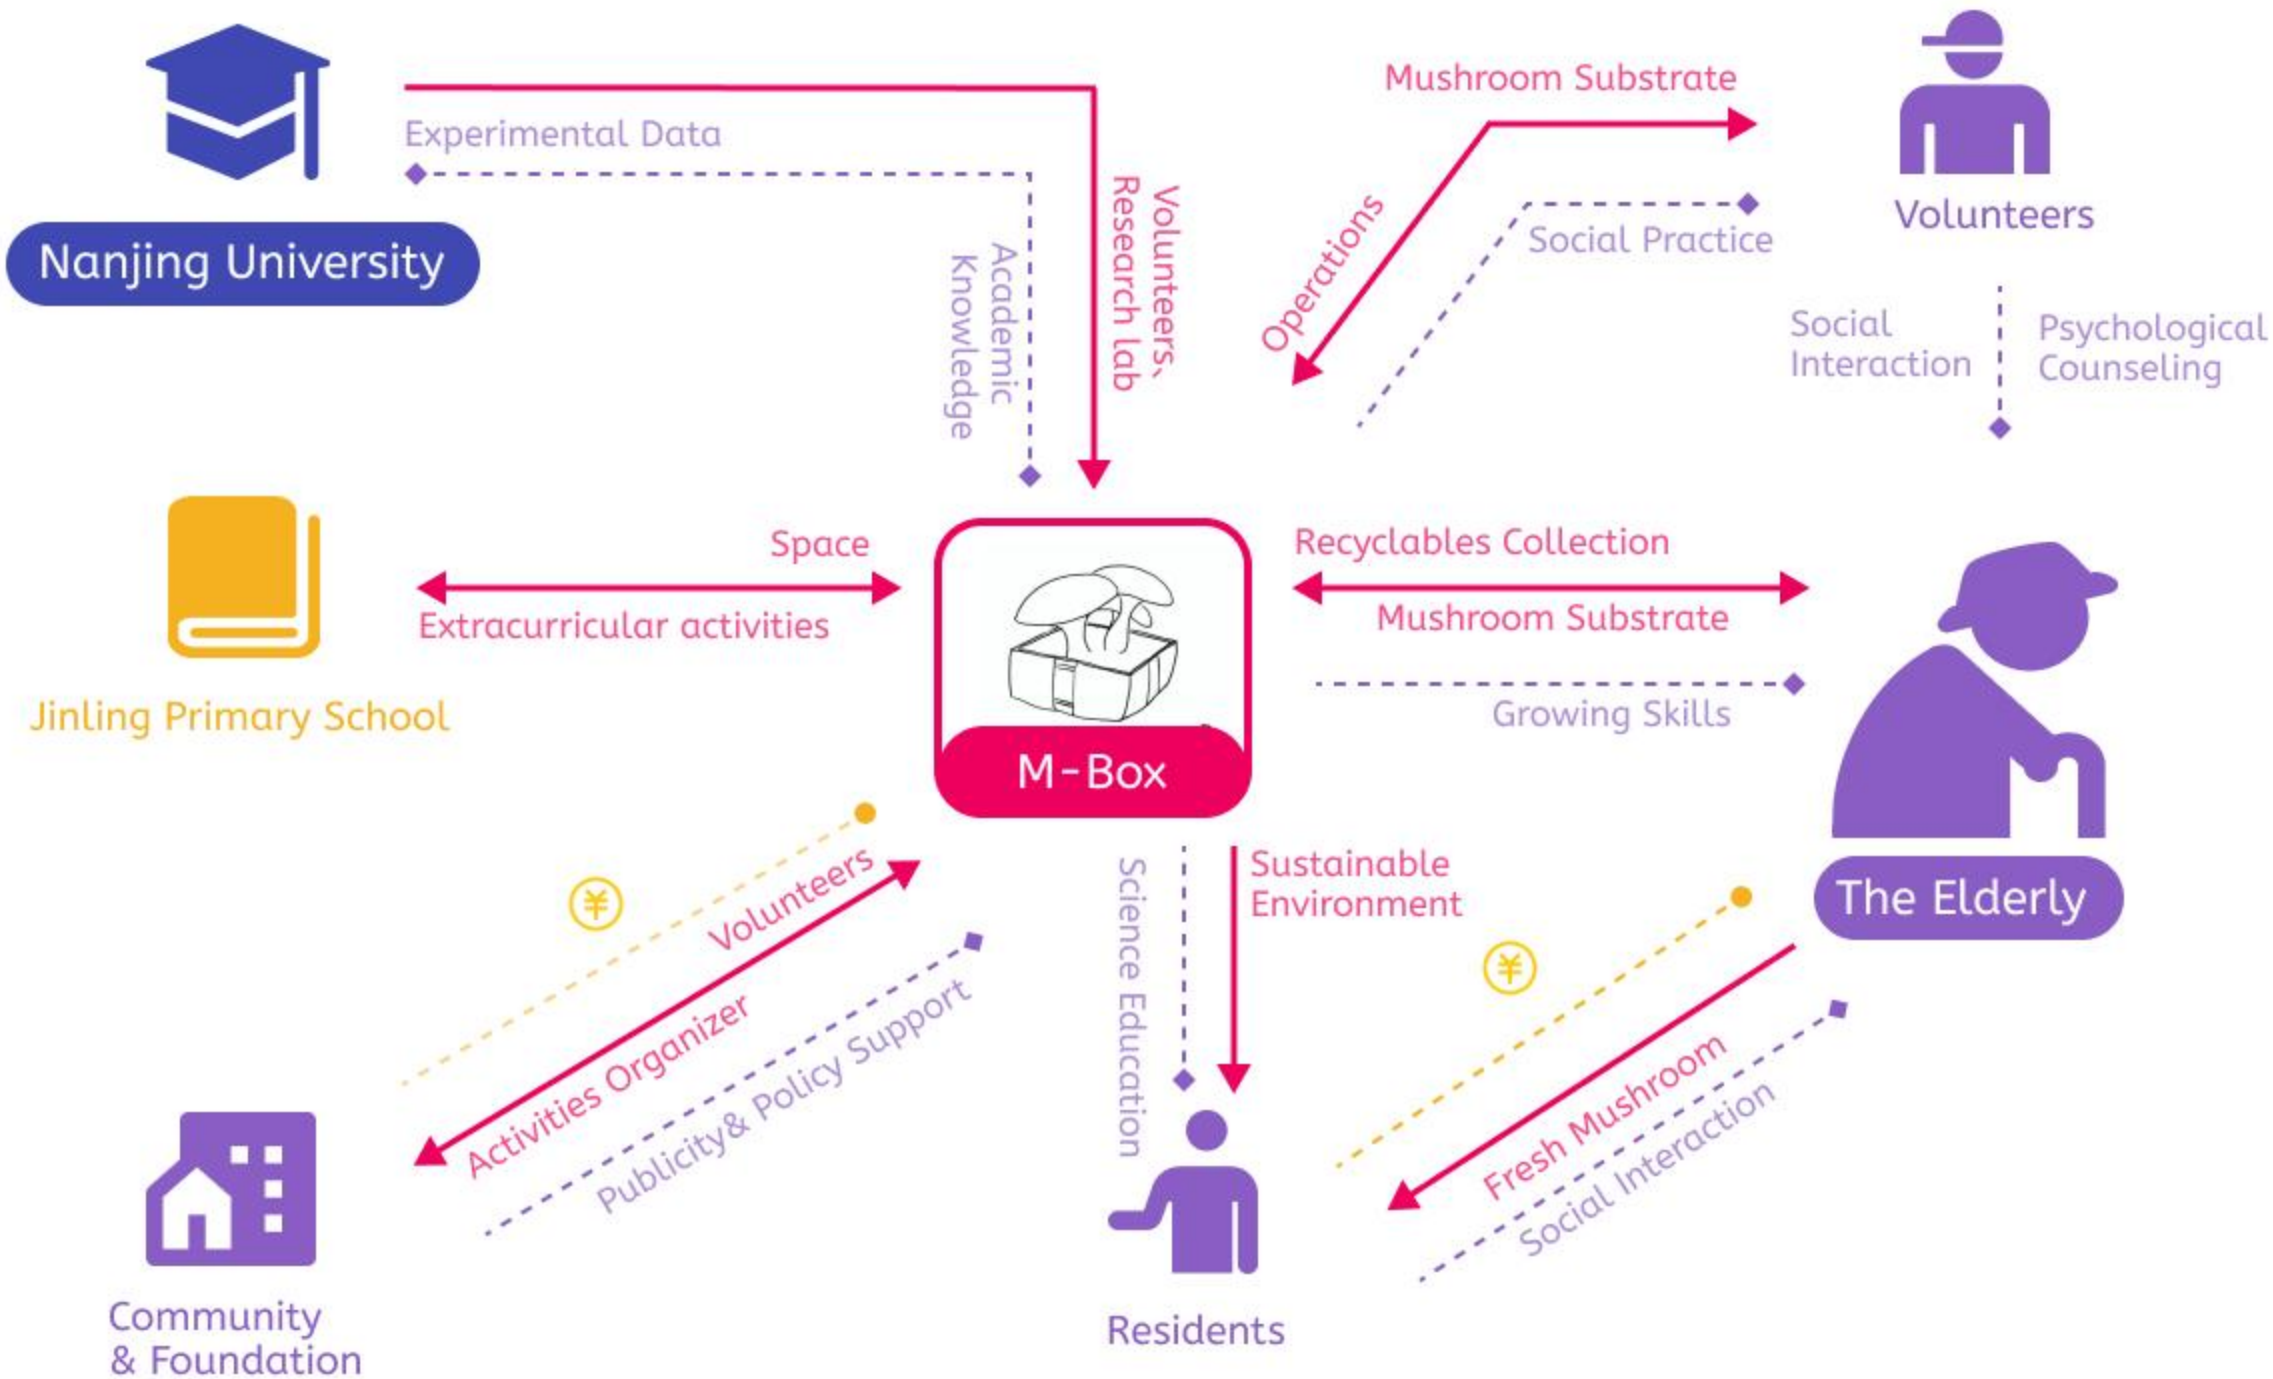 Nanjing University
Experimental Data
Academic
Knowledge
Volunteers、
Research lab
Mushroom Substrate
Operations
Social Practice
Volunteers
Social
Interaction
Psychological
Counseling
Jinling Primary School
Space
Extracurricular activities
M-Box
Recyclables Collection
Mushroom Substrate
Growing Skills
The Elderly
¥
Volunteers
Activities Organizer
Publicity& Policy Support
Science Education
Sustainable
Environment
¥
Fresh Mushroom
Social Interaction
Community
& Foundation
Residents